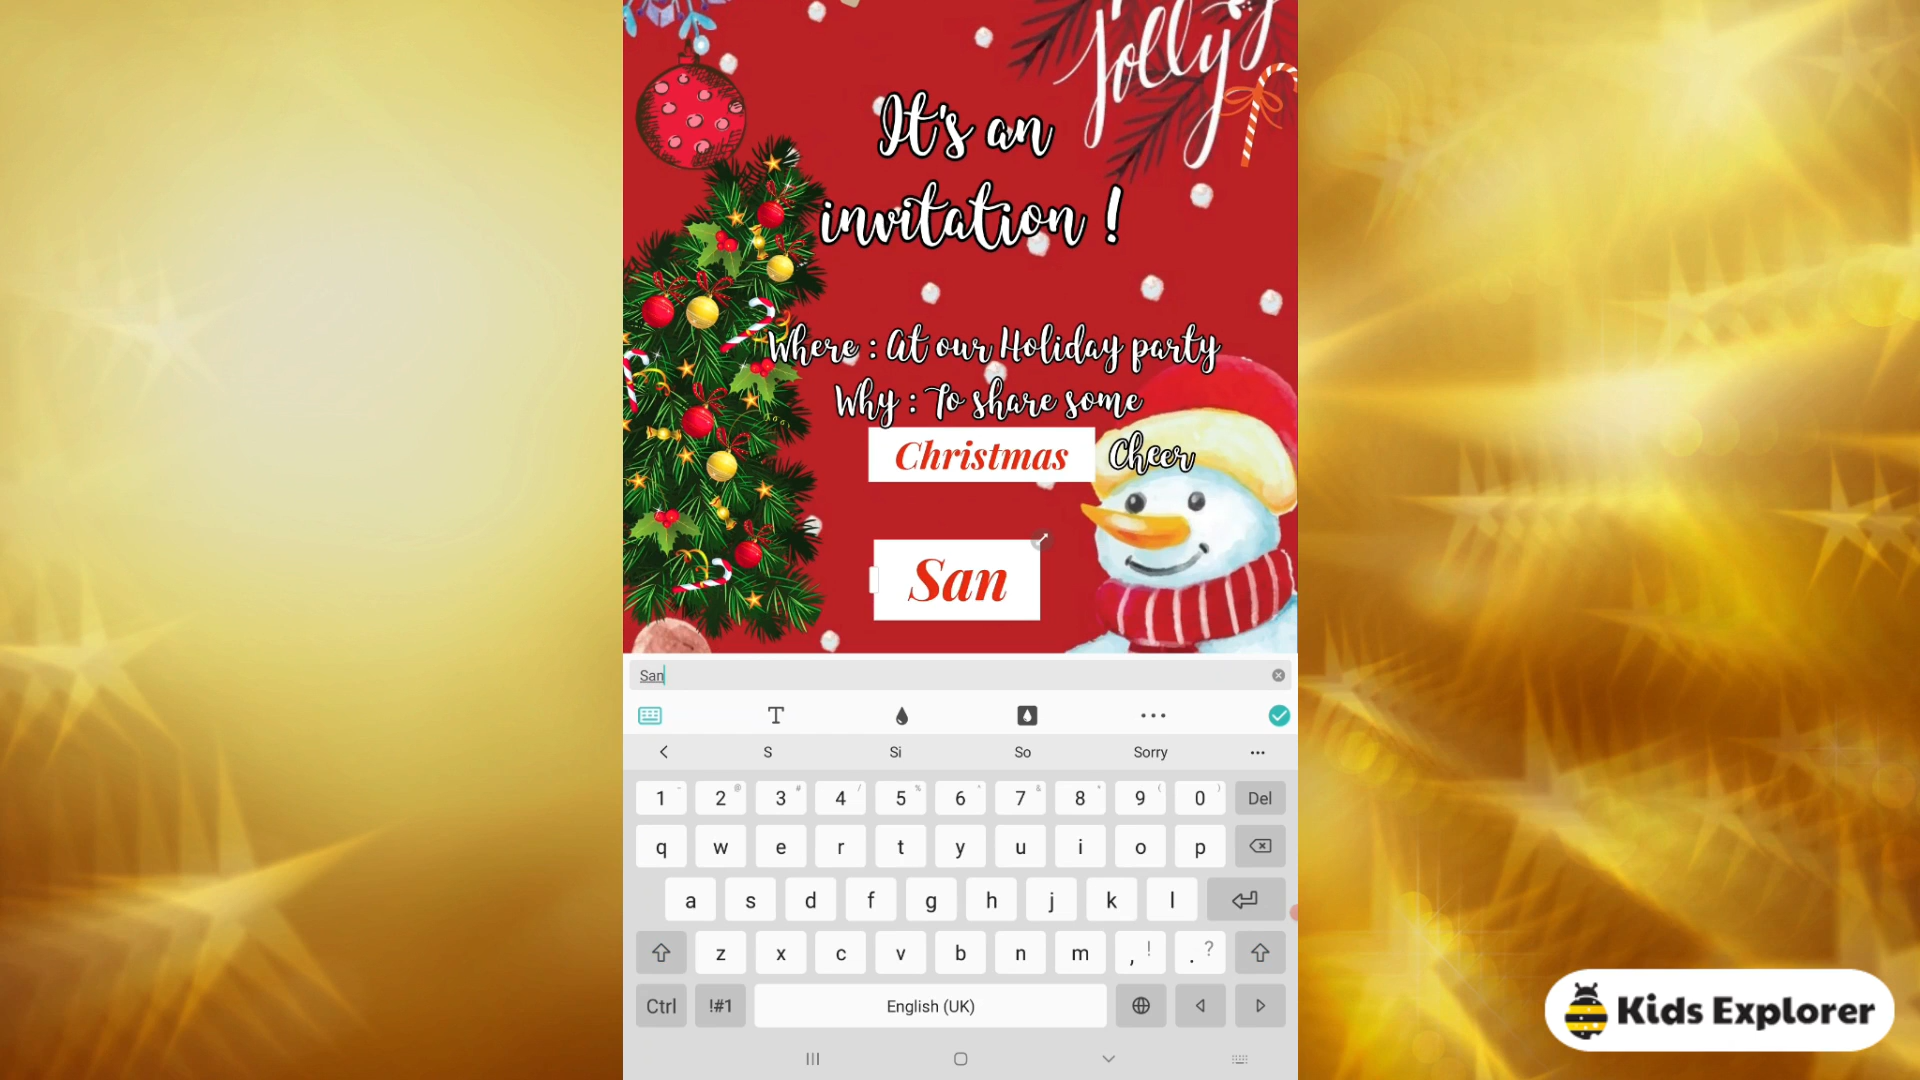 Jolly
It's an
invitation !
Where : At our Holiday party
Why : To share some
Christmas Cheer
San
San
S Si So Sorry
1 2 3 4 5 6 7 8 9 0 Del
q w e r t y u i o p
a s d f g h j k l
z x c v b n m , ! . ?
Ctrl !#1 English (UK)
Kids Explorer